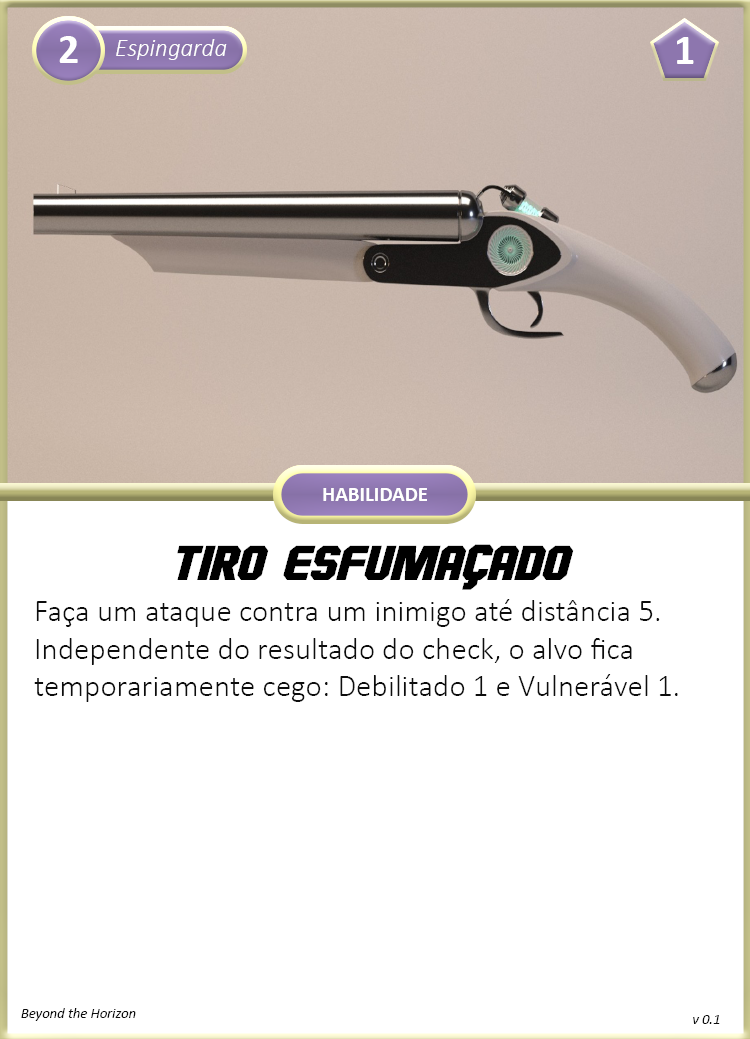 2 Espingarda 1
HABILIDADE
TIRO ESFUMAÇADO
Faça um ataque contra um inimigo até distância 5.
Independente do resultado do check, o alvo fica
temporariamente cego: Debilitado 1 e Vulnerável 1.
Beyond the Horizon
v 0.1